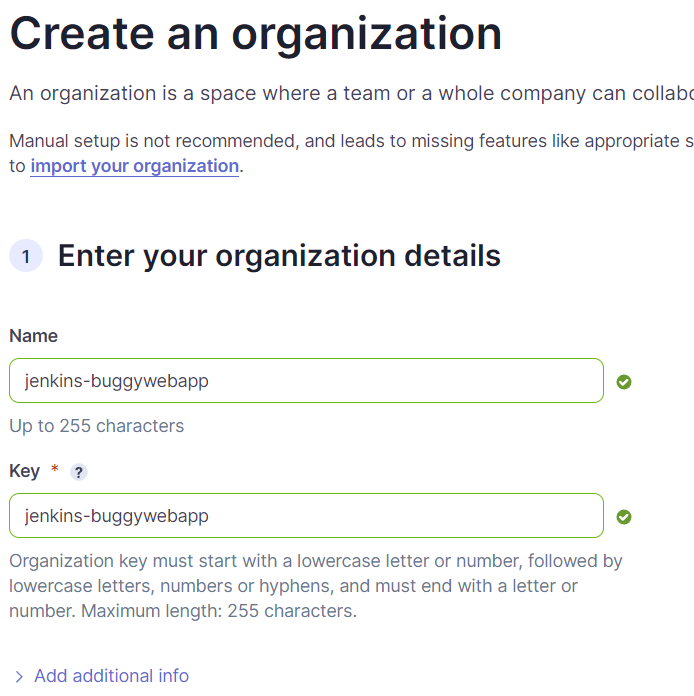 Create an organization
An organization is a space where a team or a whole company can
Manual setup is not recommended, and leads to missing features like appropriate
to import your organization.
1 Enter your organization details
Name
jenkins-buggywebapp
Up to 255 characters
Key * ?
jenkins-buggywebapp
Organization key must start with a lowercase letter or number, followed by
lowercase letters, numbers or hyphens, and must end with a letter or
number. Maximum length: 255 characters.
> Add additional info